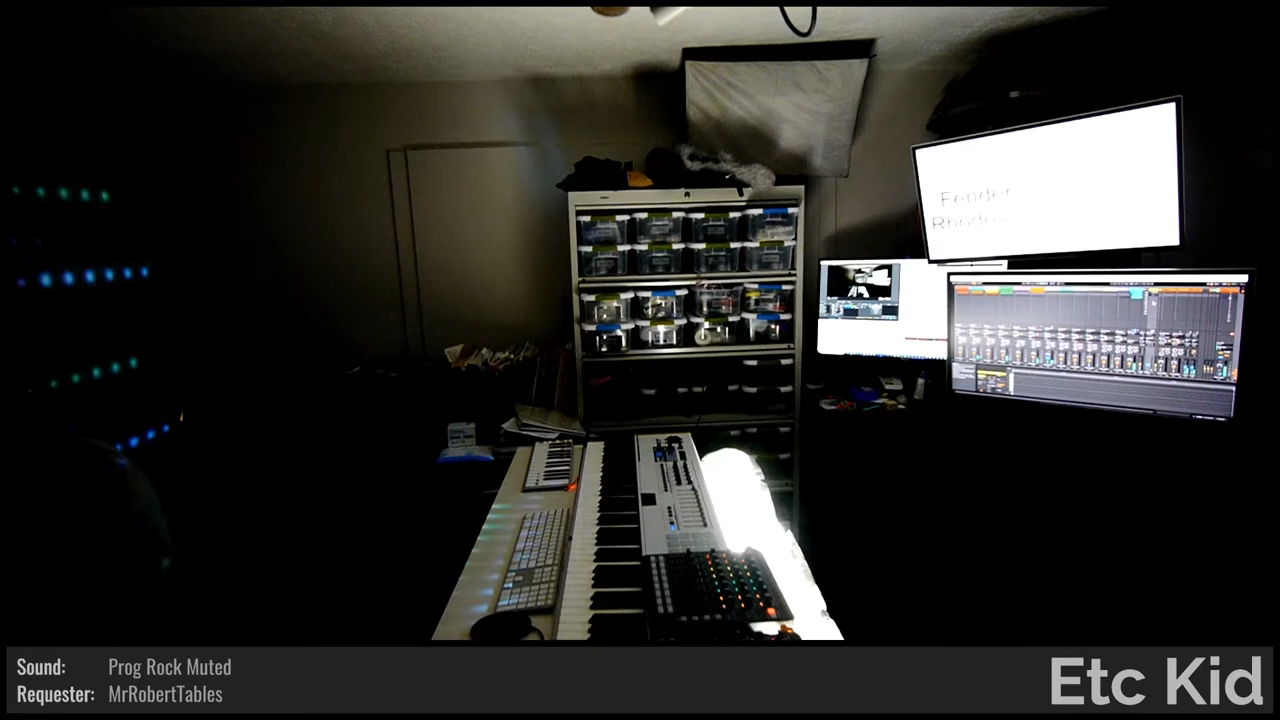 Fender
Rhodes
Sound: Prog Rock Muted
Requester: MrRobertTables
Etc Kid